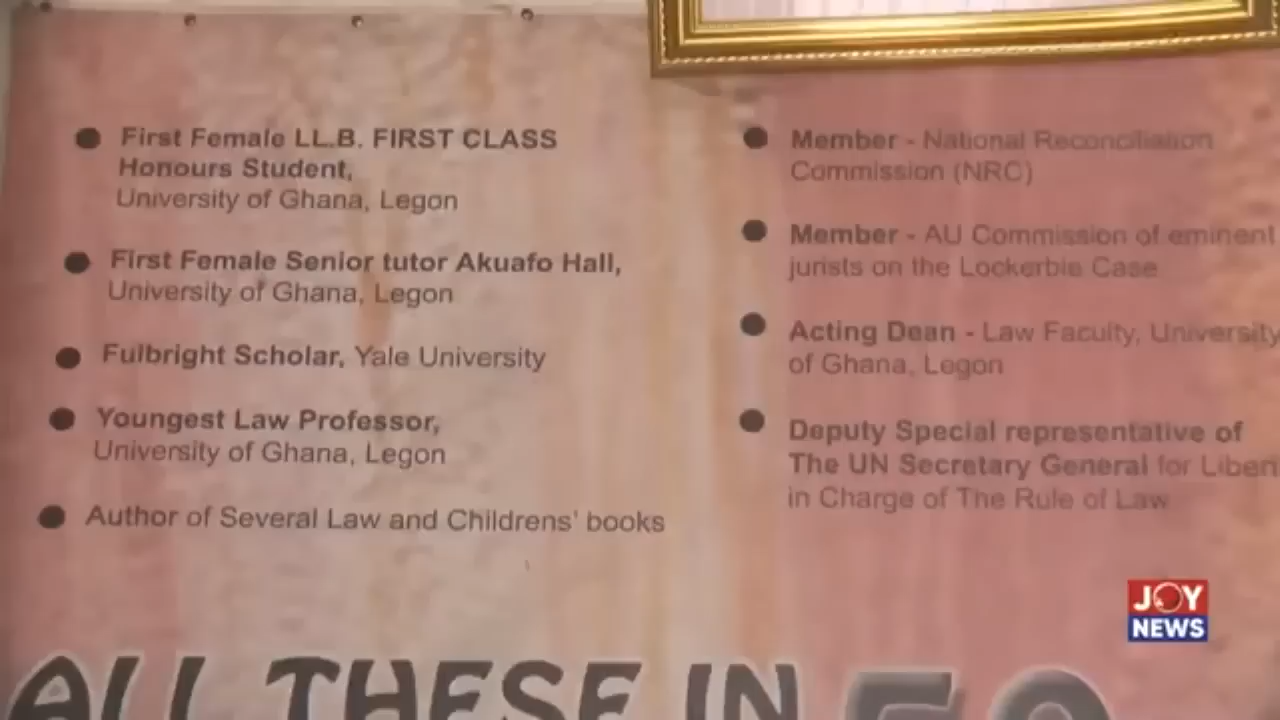 First Female LL.B. FIRST CLASS
Honours Student,
University of Ghana, Legon
First Female Senior tutor Akuafo Hall,
University of Ghana, Legon
Fulbright Scholar, Yale University
Youngest Law Professor,
University of Ghana, Legon
Author of Several Law and Childrens' books
Member - National Reconciliation
Commission (NRC)
Member - AU Commission of eminent
jurists on the Lockerbie Case
Acting Dean - Law Faculty, University
of Ghana, Legon
Deputy Special representative of
The UN Secretary General for Liberi
in Charge of The Rule of Law
ALL THESE IN 50
JOY
NEWS